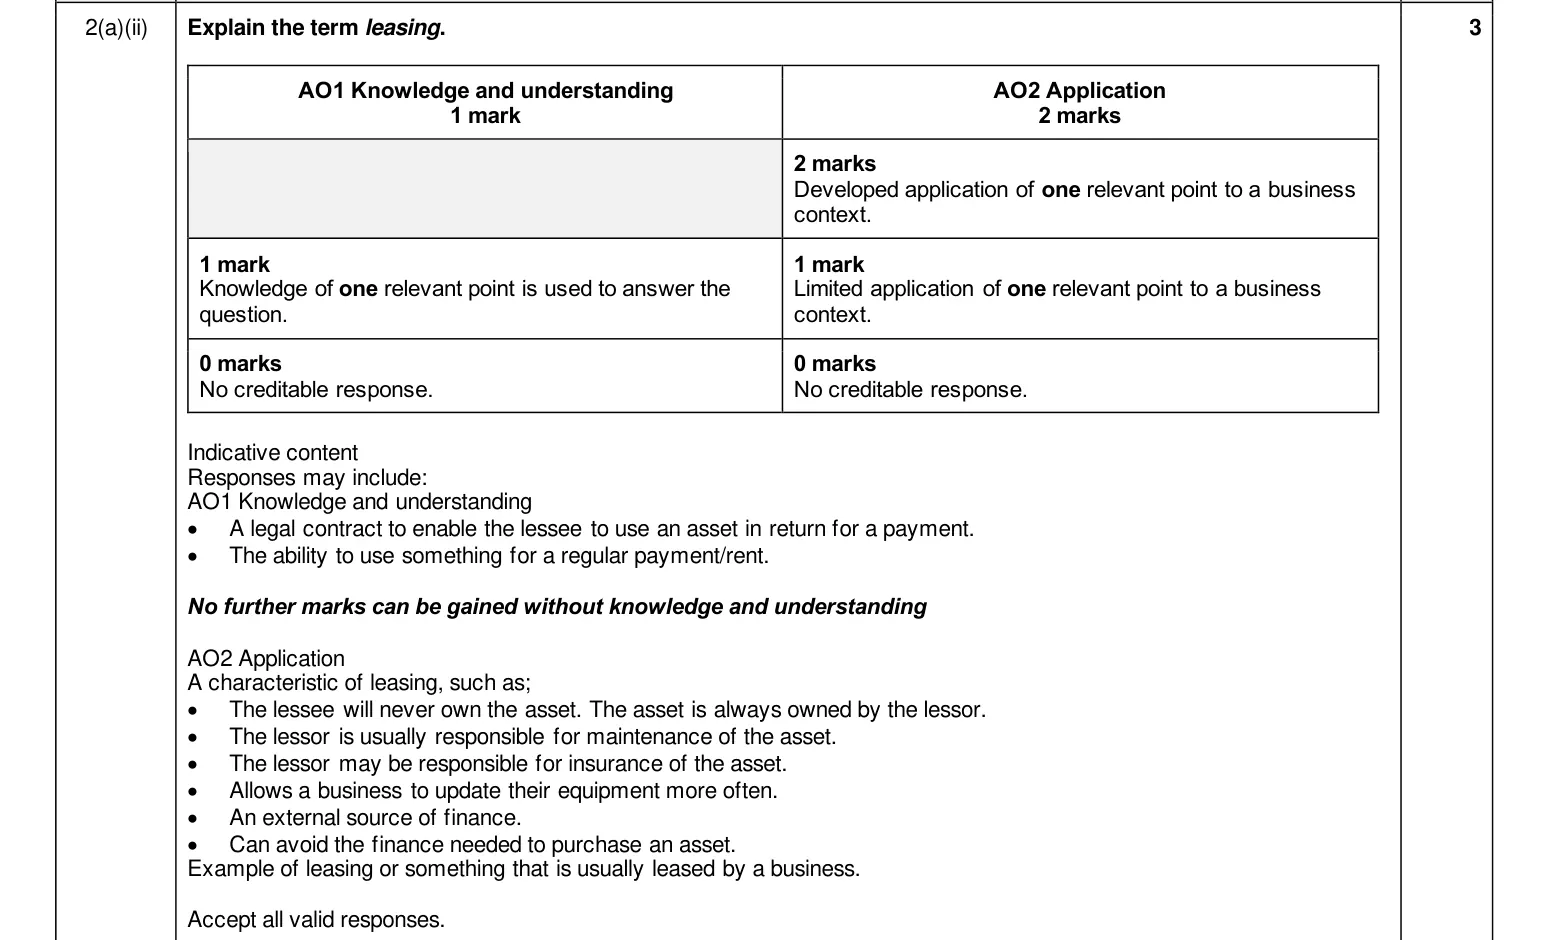 2(a)(ii) Explain the term leasing. 3
AO1 Knowledge and understanding
1 mark
AO2 Application
2 marks
2 marks
Developed application of one relevant point to a business
context.
1 mark
Knowledge of one relevant point is used to answer the
question.
1 mark
Limited application of one relevant point to a business
context.
0 marks
No creditable response.
0 marks
No creditable response.
Indicative content
Responses may include:
AO1 Knowledge and understanding
• A legal contract to enable the lessee to use an asset in return for a payment.
• The ability to use something for a regular payment/rent.
No further marks can be gained without knowledge and understanding
AO2 Application
A characteristic of leasing, such as;
• The lessee will never own the asset. The asset is always owned by the lessor.
• The lessor is usually responsible for maintenance of the asset.
• The lessor may be responsible for insurance of the asset.
• Allows a business to update their equipment more often.
• An external source of finance.
• Can avoid the finance needed to purchase an asset.
Example of leasing or something that is usually leased by a business.
Accept all valid responses.